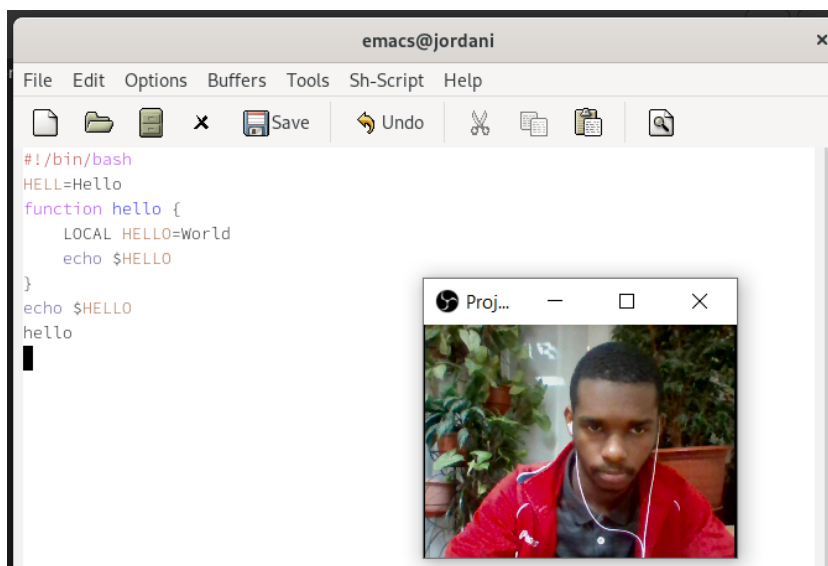 emacs@jordani
File Edit Options Buffers Tools Sh-Script Help
Save Undo
#!/bin/bash
HELL=Hello
function hello {
    LOCAL HELLO=World
    echo $HELLO
}
echo $HELLO
hello
Proj...